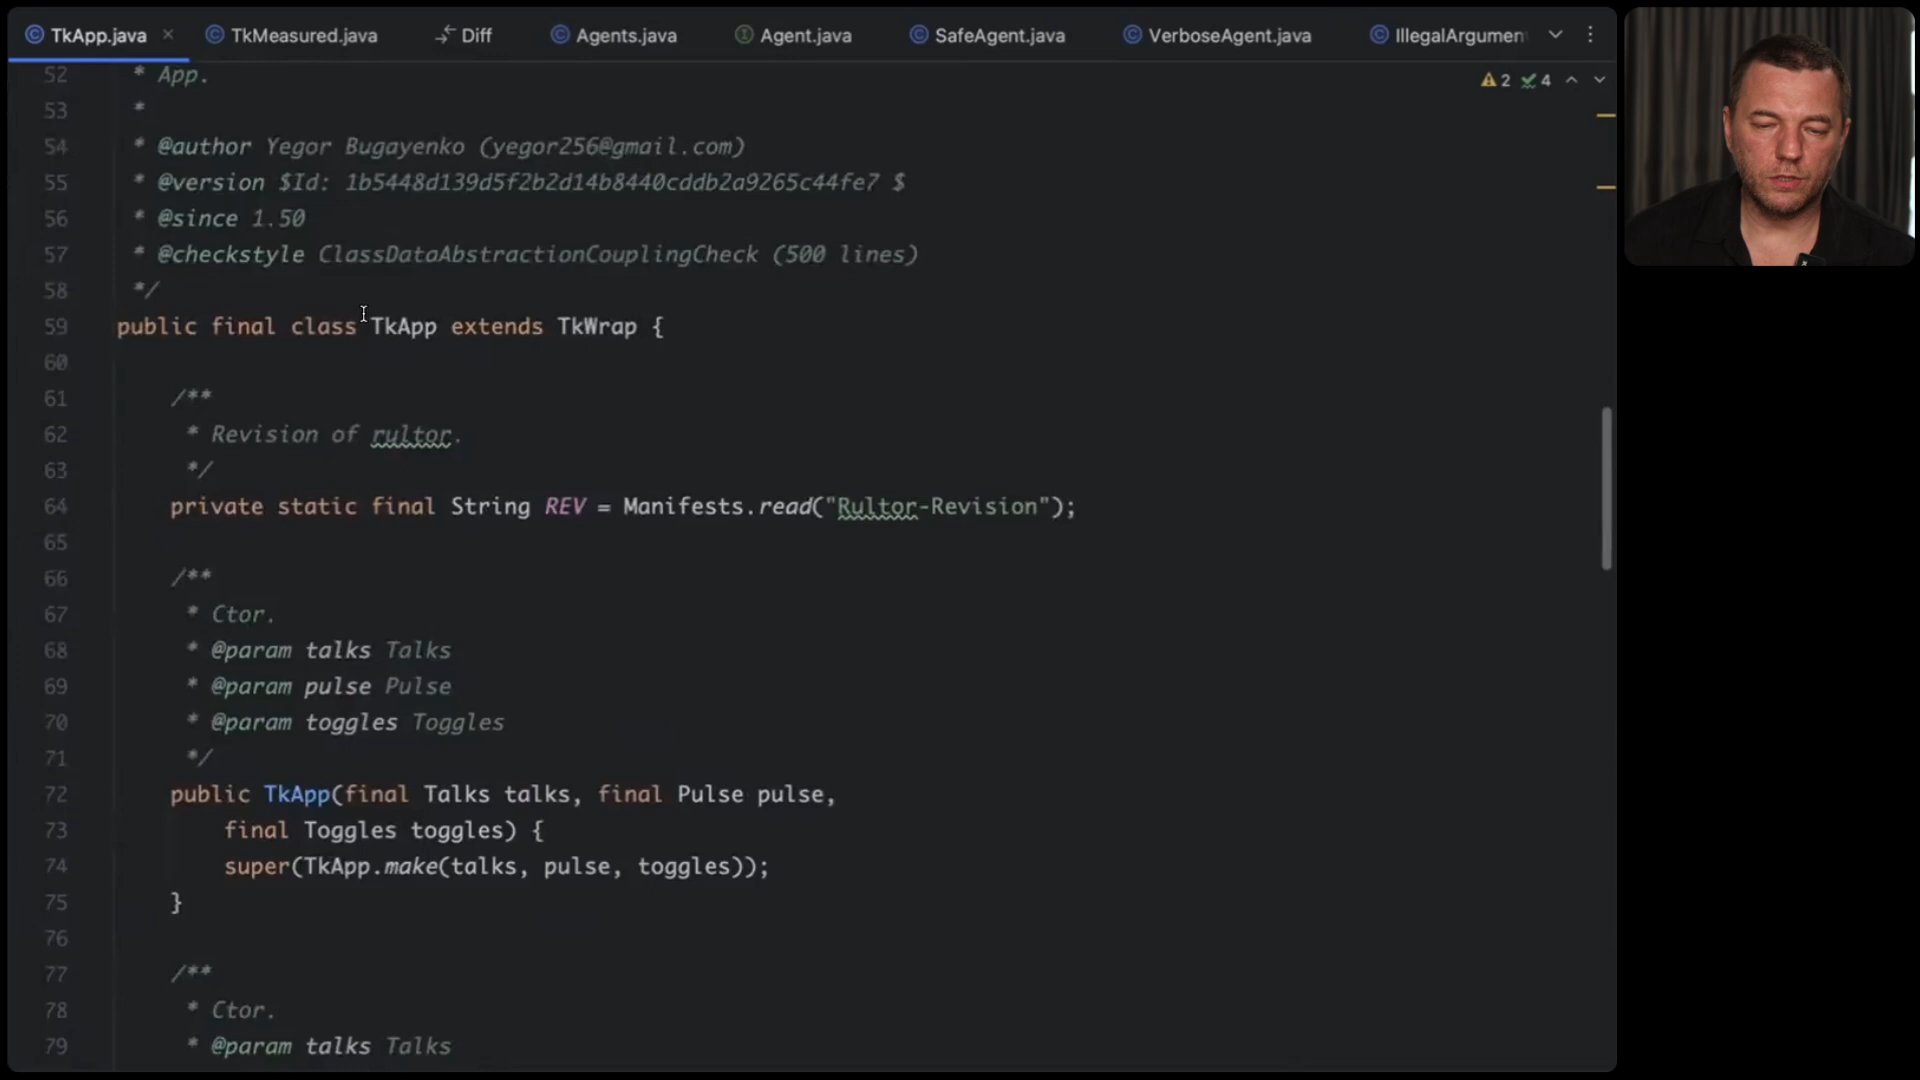 TkApp.java TkMeasured.java Diff Agents.java Agent.java SafeAgent.java VerboseAgent.java IllegalArgumen
2 4
52 * App.
53 *
54 * @author Yegor Bugayenko (yegor256@gmail.com)
55 * @version $Id: 1b5448d139d5f2b2d14b8440cddb2a9265c44fe7 $
56 * @since 1.50
57 * @checkstyle ClassDataAbstractionCouplingCheck (500 lines)
58 */
59 public final class TkApp extends TkWrap {
60
61 /**
62 * Revision of rultor.
63 */
64 private static final String REV = Manifests.read("Rultor-Revision");
65
66 /**
67 * Ctor.
68 * @param talks Talks
69 * @param pulse Pulse
70 * @param toggles Toggles
71 */
72 public TkApp(final Talks talks, final Pulse pulse,
73 final Toggles toggles) {
74 super(TkApp.make(talks, pulse, toggles));
75 }
76
77 /**
78 * Ctor.
79 * @param talks Talks